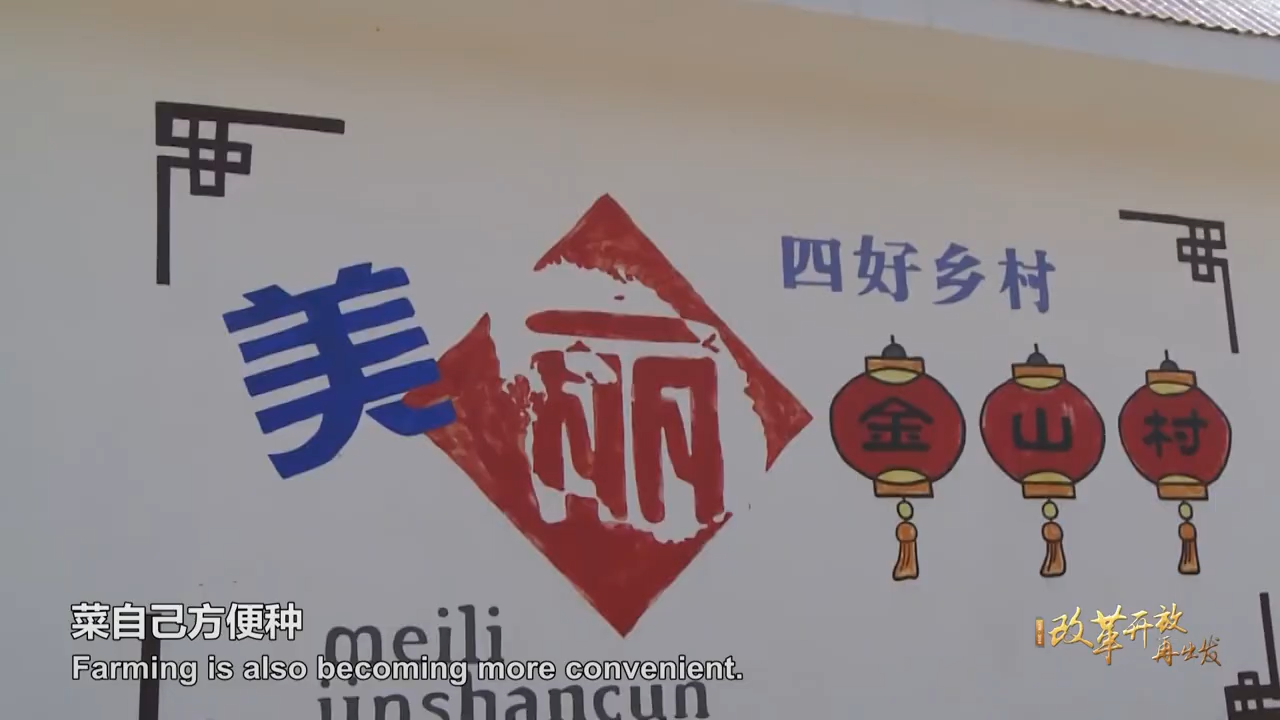 美丽
四好乡村
金山村
meili
jinshancun
菜自己方便种
Farming is also becoming more convenient.
改革开放
再出发